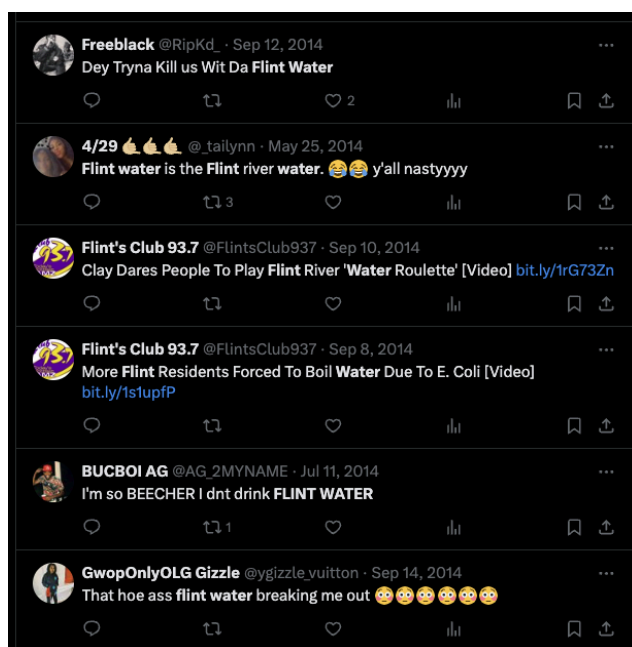 Freeblack @RipKd_ · Sep 12, 2014
Dey Tryna Kill us Wit Da Flint Water
2
4/29 🤙🏼🤙🏼🤙🏼 @_tailynn · May 25, 2014
Flint water is the Flint river water. 😂😂 y'all nastyyyy
3
Flint's Club 93.7 @FlintsClub937 · Sep 10, 2014
Clay Dares People To Play Flint River 'Water Roulette' [Video] bit.ly/1rG73Zn
Flint's Club 93.7 @FlintsClub937 · Sep 8, 2014
More Flint Residents Forced To Boil Water Due To E. Coli [Video]
bit.ly/1s1upfP
BUCBOI AG @AG_2MYNAME · Jul 11, 2014
I'm so BEECHER I dnt drink FLINT WATER
1
GwopOnlyOLG Gizzle @ygizzle_vuitton · Sep 14, 2014
That hoe ass flint water breaking me out 😳😳😳😳😳😳